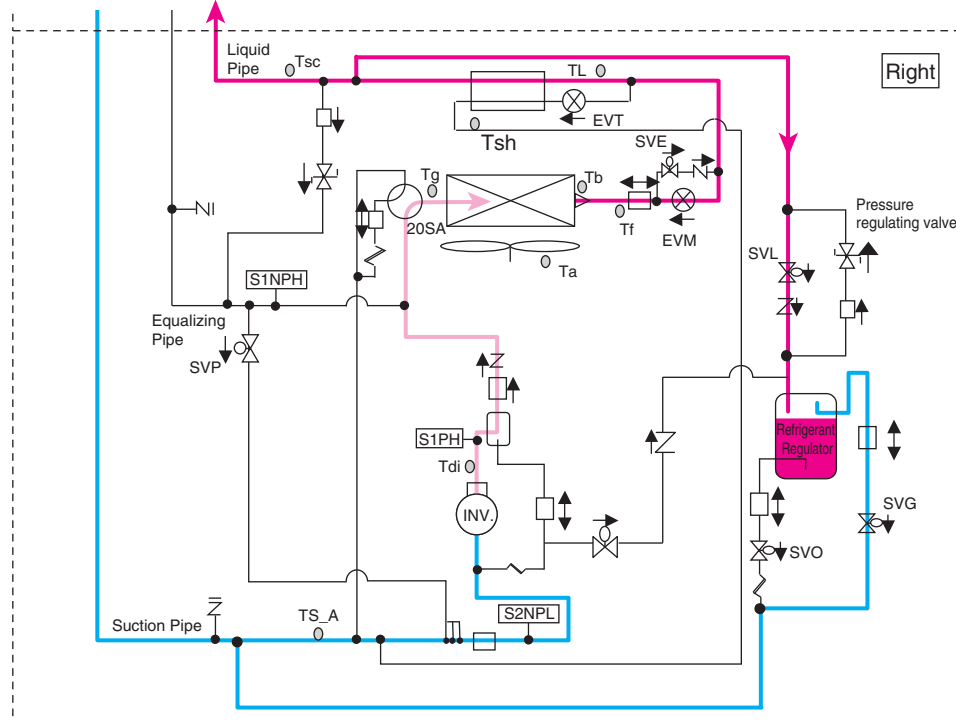 Liquid
Pipe
Tsc
TL
Right
EVT
Tsh
SVE
Tg
Tb
20SA
Tf
EVM
Ta
Pressure
regulating valve
SVL
S1NPH
Equalizing
Pipe
SVP
S1PH
Tdi
INV.
Refrigerant
Regulator
SVG
SVO
Suction Pipe
TS_A
S2NPL